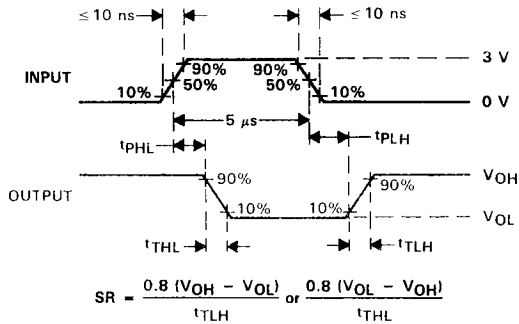 ≤ 10 ns ≤ 10 ns
3 V
90% 90%
INPUT 50% 50%
10% 10% 0 V
5 μs
tPHL tPLH
OUTPUT 90% 90% VOH
10% 10% VOL
tTHL tTLH
SR = 0.8 (VOH − VOL) / tTLH or 0.8 (VOL − VOH) / tTHL